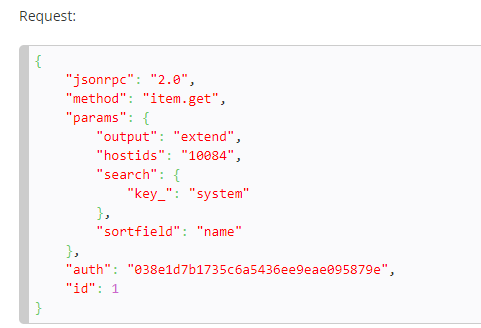 Request:
{
    "jsonrpc": "2.0",
    "method": "item.get",
    "params": {
        "output": "extend",
        "hostids": "10084",
        "search": {
            "key_": "system"
        },
        "sortfield": "name"
    },
    "auth": "038e1d7b1735c6a5436ee9eae095879e",
    "id": 1
}